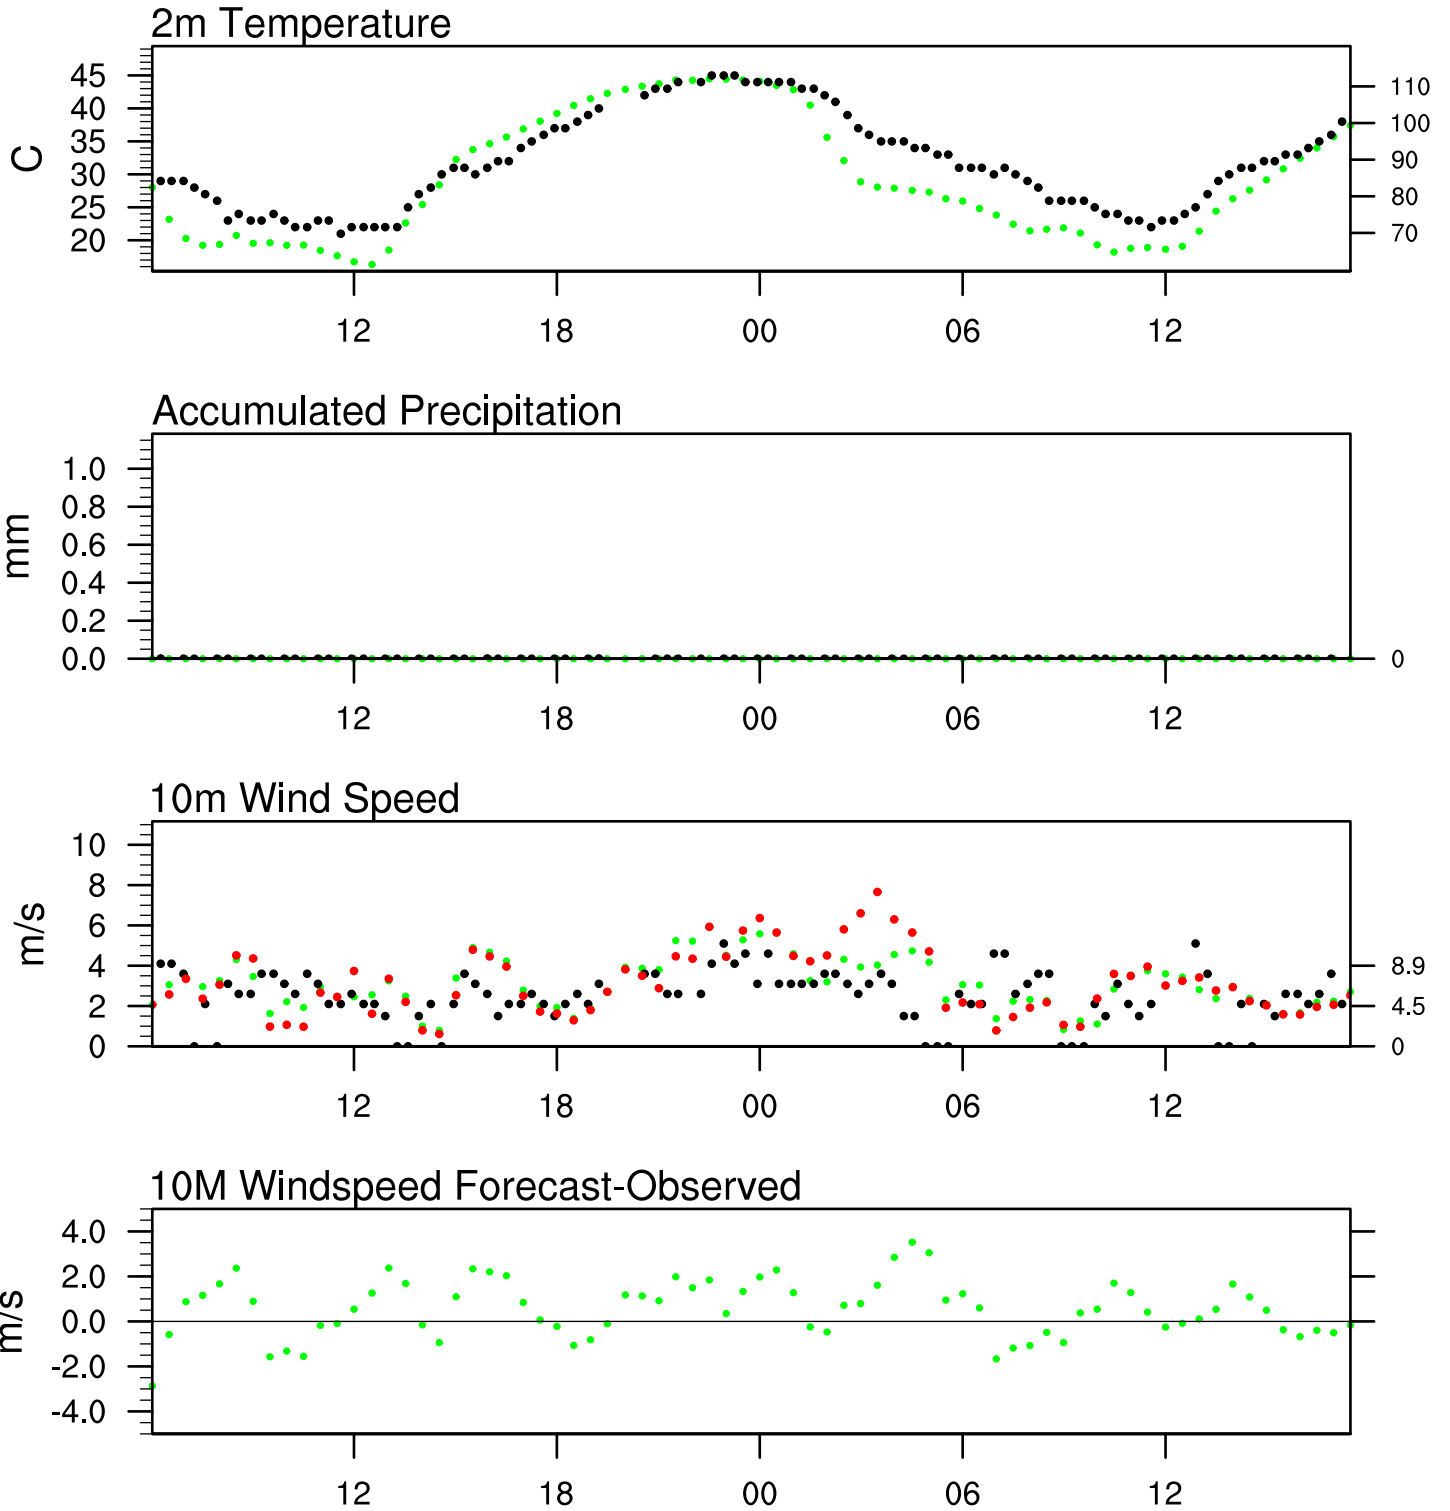 2m Temperature
45
40
35
30
25
20
C
110
100
90
80
70
12 18 00 06 12
Accumulated Precipitation
1.0
0.8
0.6
0.4
0.2
0.0
mm
0
12 18 00 06 12
10m Wind Speed
10
8
6
4
2
0
m/s
8.9
4.5
0
12 18 00 06 12
10M Windspeed Forecast-Observed
4.0
2.0
0.0
-2.0
-4.0
m/s
12 18 00 06 12